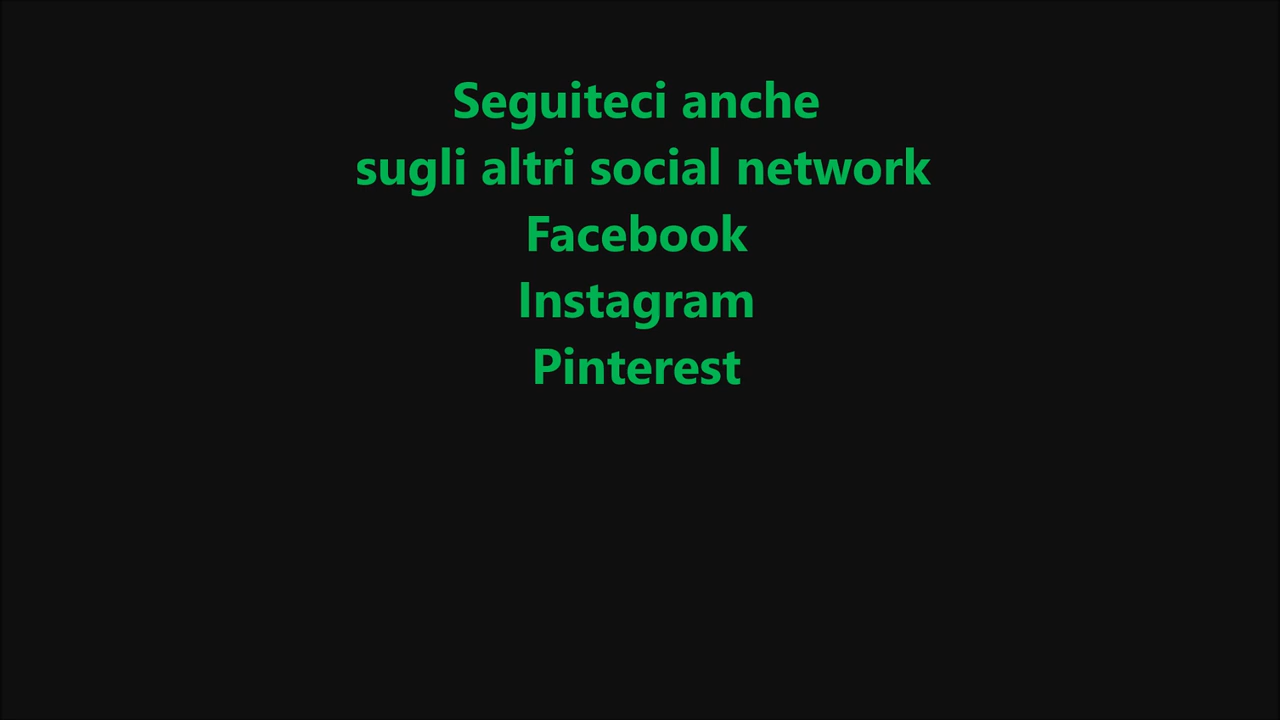 Seguiteci anche
sugli altri social network
Facebook
Instagram
Pinterest